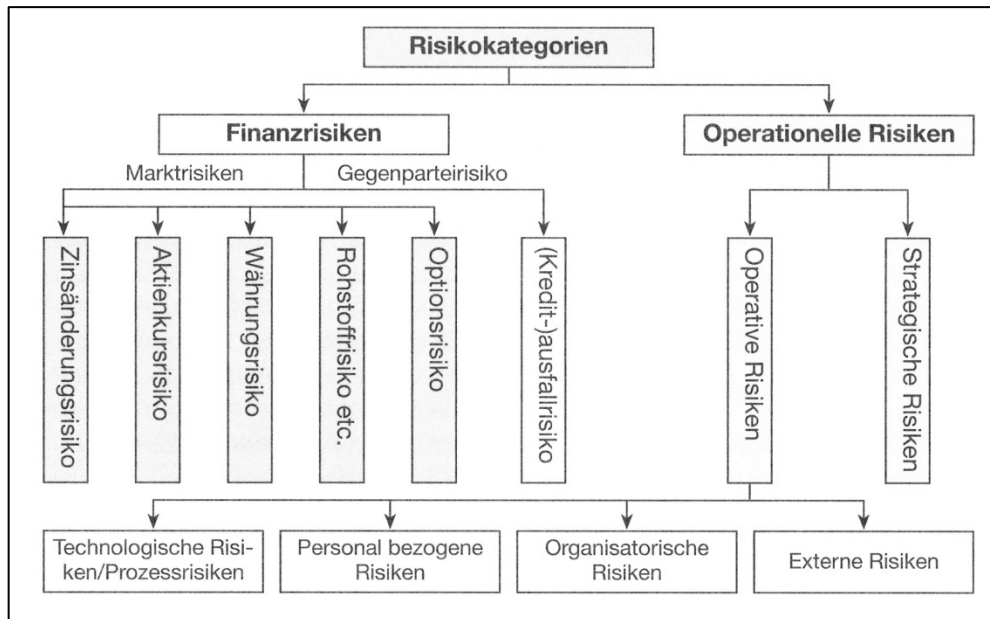 Risikokategorien
Finanzrisiken
Operationelle Risiken
Marktrisiken
Gegenparteirisiko
Zinsänderungsrisiko
Aktienkursrisiko
Währungsrisiko
Rohstoffrisiko etc.
Optionsrisiko
(Kredit-)ausfallrisiko
Operative Risiken
Strategische Risiken
Technologische Risi-
ken/Prozessrisiken
Personal bezogene
Risiken
Organisatorische
Risiken
Externe Risiken